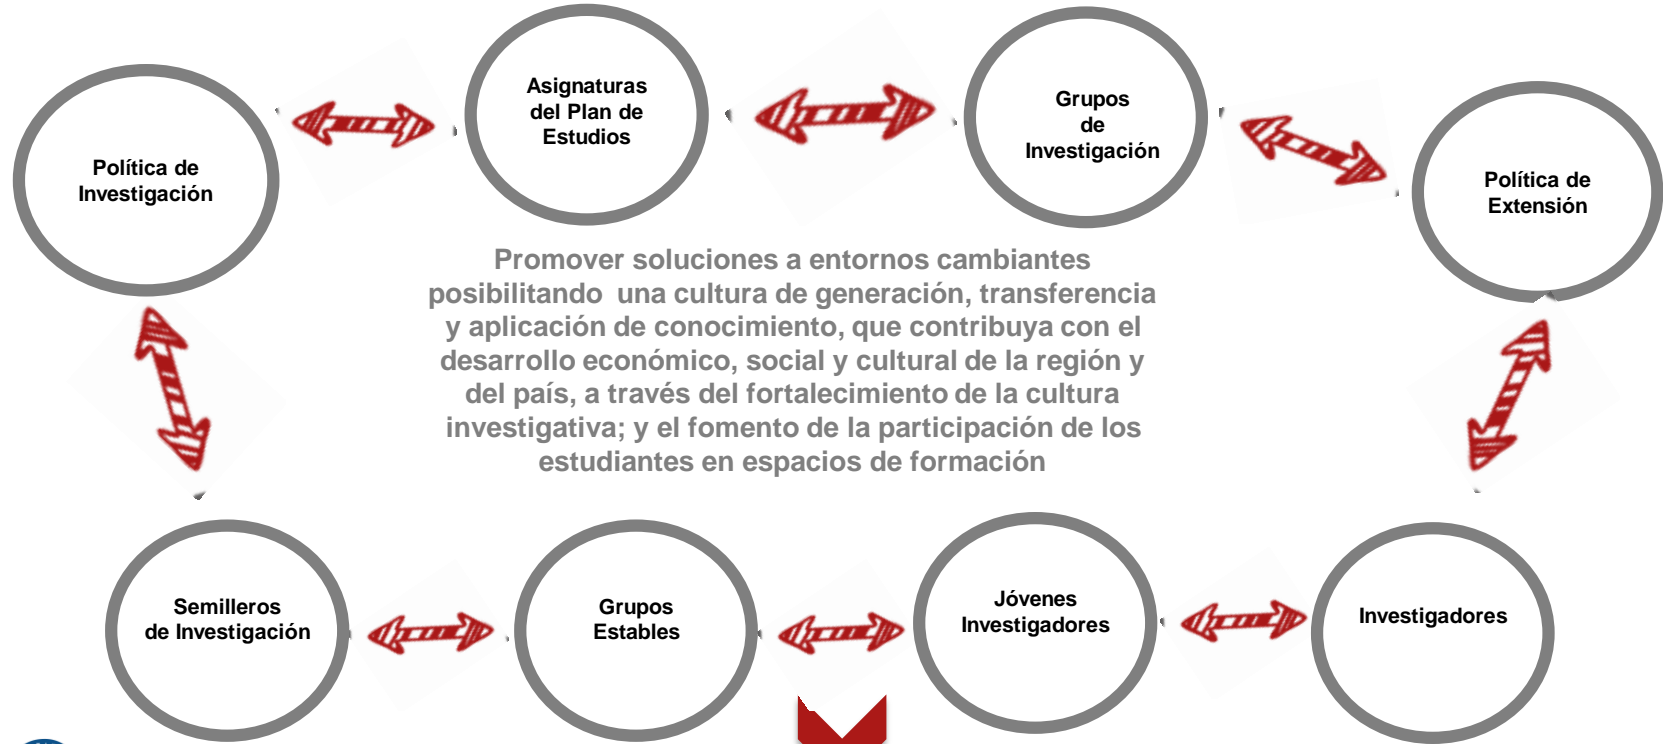 Asignaturas
del Plan de
Estudios
Grupos
de
Investigación
Política de
Investigación
Política de
Extensión
Promover soluciones a entornos cambiantes
posibilitando una cultura de generación, transferencia
y aplicación de conocimiento, que contribuya con el
desarrollo económico, social y cultural de la región y
del país, a través del fortalecimiento de la cultura
investigativa; y el fomento de la participación de los
estudiantes en espacios de formación
Semilleros
de Investigación
Grupos
Estables
Jóvenes
Investigadores
Investigadores